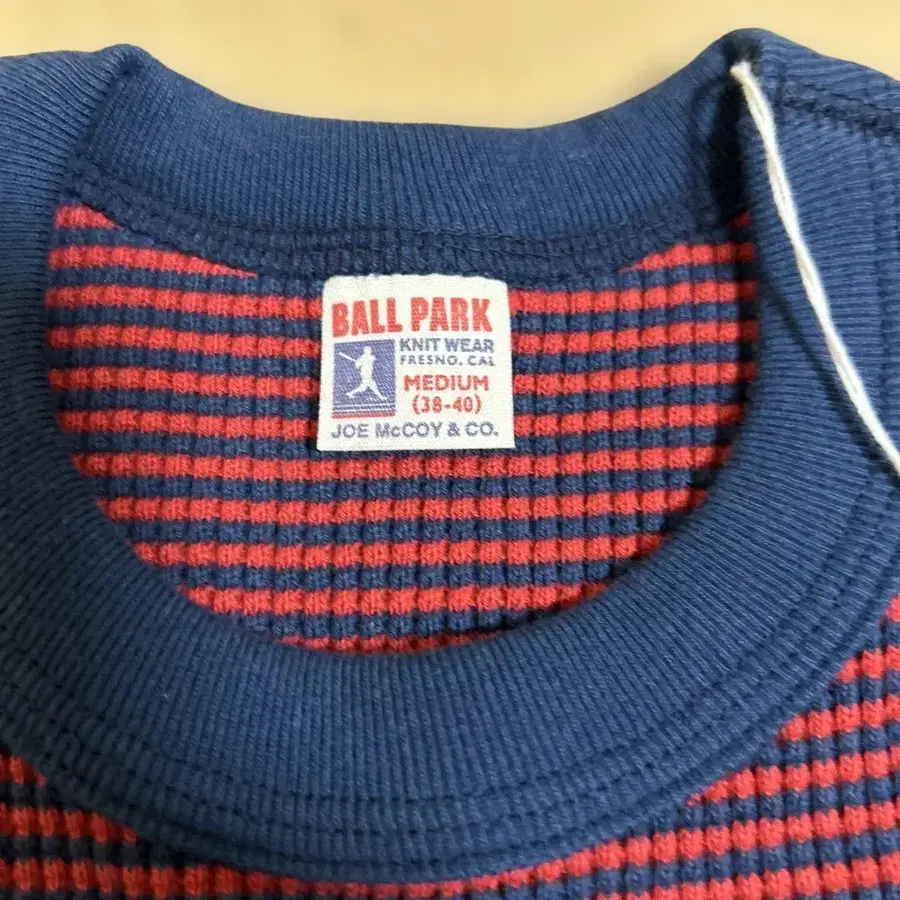 BALL PARK
KNIT WEAR
FRESNO, CAL
MEDIUM
(38-40)
JOE McCOY & CO.